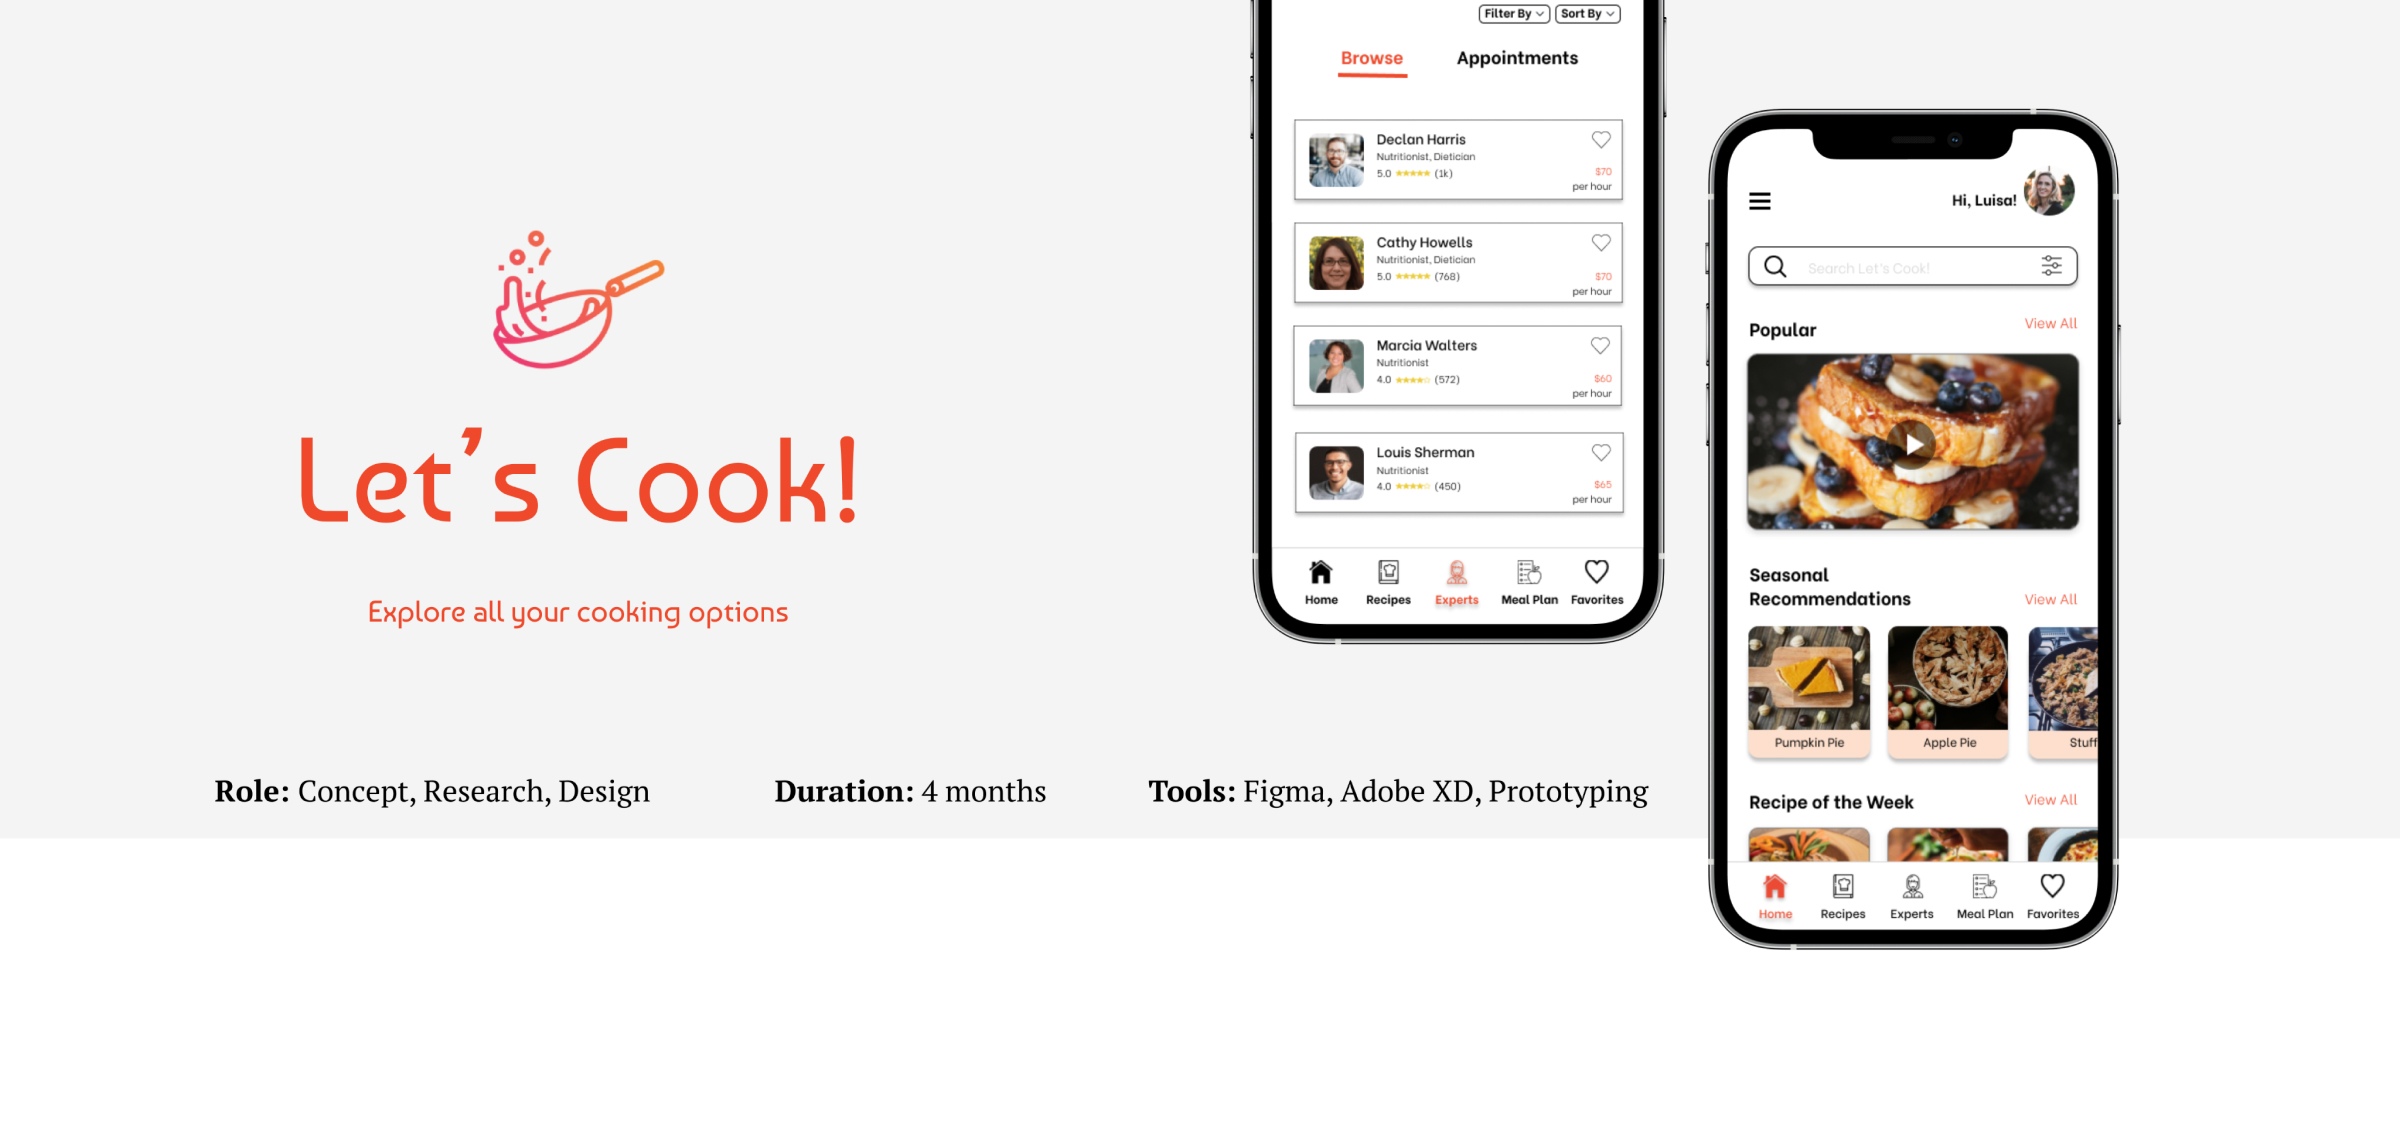 Let's Cook!
Explore all your cooking options
Role: Concept, Research, Design
Duration: 4 months
Tools: Figma, Adobe XD, Prototyping
Filter By
Sort By
Browse
Appointments
Declan Harris
Nutritionist, Dietician
5.0 ★★★★★ (1k)
$70
per hour
Cathy Howells
Nutritionist, Dietician
5.0 ★★★★★ (768)
$70
per hour
Marcia Walters
Nutritionist
4.0 ★★★★☆ (572)
$60
per hour
Louis Sherman
Nutritionist
4.0 ★★★★☆ (450)
$65
per hour
Home
Recipes
Experts
Meal Plan
Favorites
Hi, Luisa!
Search Let's Cook!
Popular
View All
Seasonal
Recommendations
View All
Pumpkin Pie
Apple Pie
Stuff
Recipe of the Week
View All
Home
Recipes
Experts
Meal Plan
Favorites